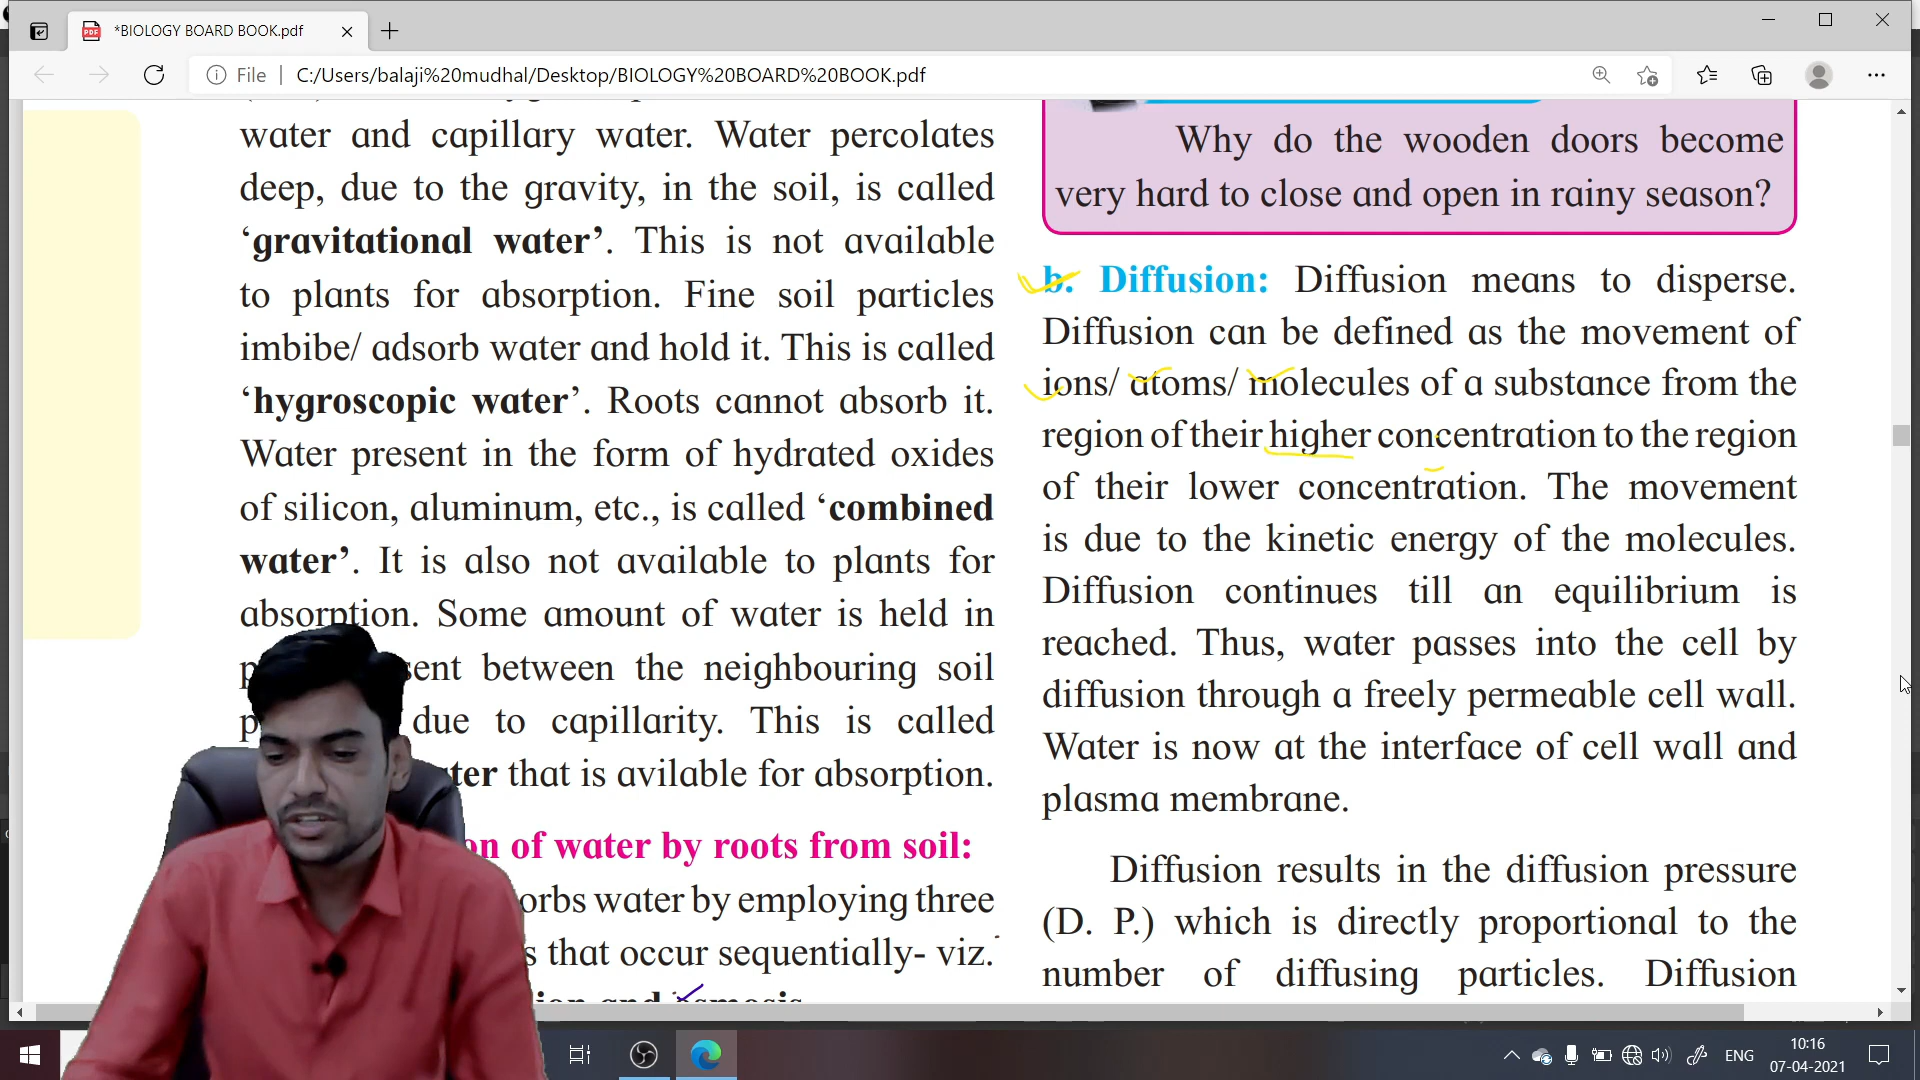 *BIOLOGY BOARD BOOK.pdf
File
C:/Users/balaji%20mudhal/Desktop/BIOLOGY%20BOARD%20BOOK.pdf
water and capillary water. Water percolates
deep, due to the gravity, in the soil, is called
‘gravitational water’. This is not available
to plants for absorption. Fine soil particles
imbibe/ adsorb water and hold it. This is called
‘hygroscopic water’. Roots cannot absorb it.
Water present in the form of hydrated oxides
of silicon, aluminum, etc., is called ‘combined
water’. It is also not available to plants for
absorption. Some amount of water is held in
between the neighbouring soil
due to capillarity. This is called
that is avilable for absorption.
of water by roots from soil:
water by employing three
that occur sequentially- viz.
and osmosis
Why do the wooden doors become
very hard to close and open in rainy season?
b. Diffusion: Diffusion means to disperse.
Diffusion can be defined as the movement of
ions/ atoms/ molecules of a substance from the
region of their higher concentration to the region
of their lower concentration. The movement
is due to the kinetic energy of the molecules.
Diffusion continues till an equilibrium is
reached. Thus, water passes into the cell by
diffusion through a freely permeable cell wall.
Water is now at the interface of cell wall and
plasma membrane.
Diffusion results in the diffusion pressure
(D. P.) which is directly proportional to the
number of diffusing particles. Diffusion
ENG
10:16
07-04-2021